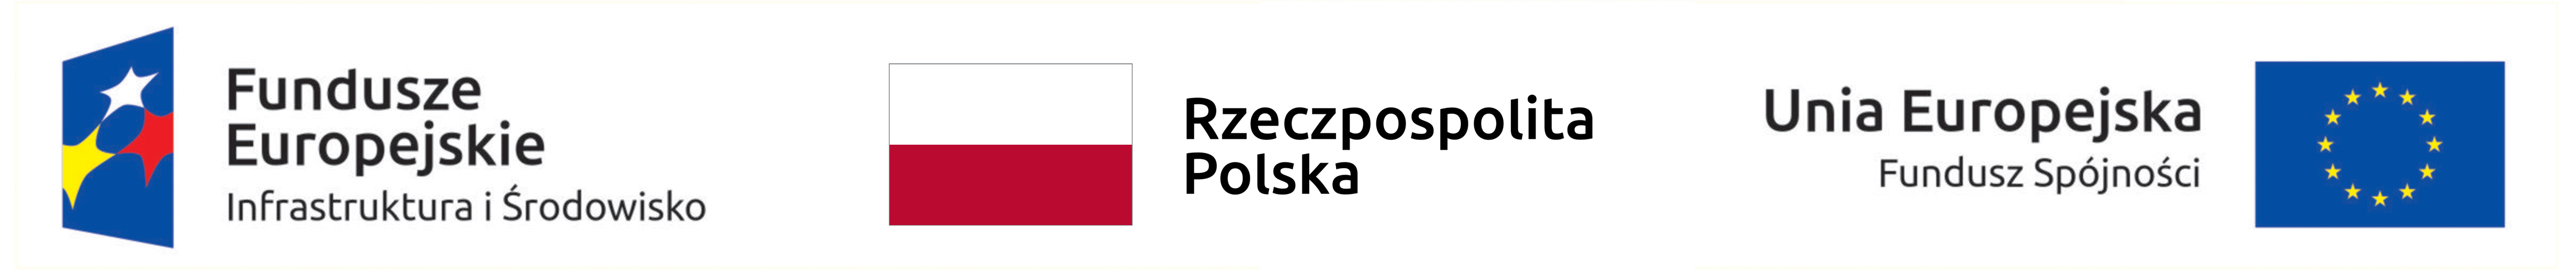 Fundusze
Europejskie
Infrastruktura i Środowisko
Rzeczpospolita
Polska
Unia Europejska
Fundusz Spójności